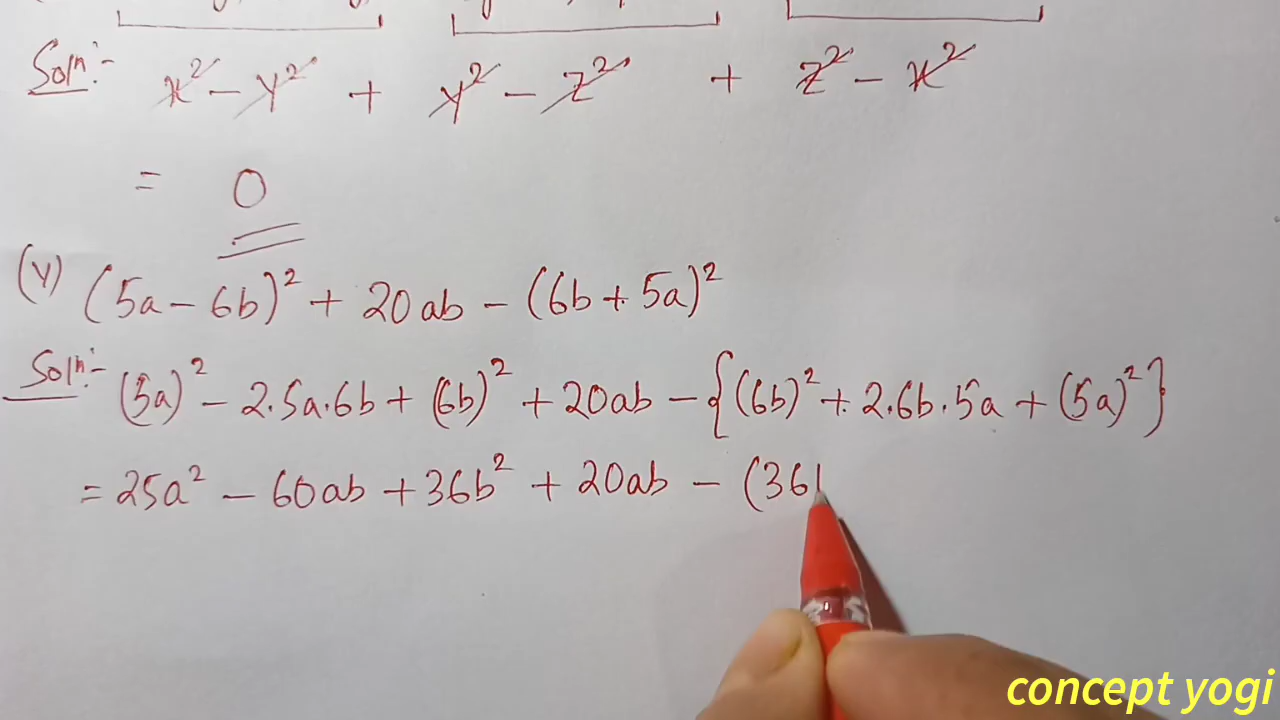 Soln:- x² - y² + y² - z² + z² - x²
= 0
(v) (5a - 6b)² + 20ab - (6b + 5a)²
Soln:- (5a)² - 2.5a.6b + (6b)² + 20ab - {(6b)² + 2.6b.5a + (5a)²}
= 25a² - 60ab + 36b² + 20ab - (36
concept yogi